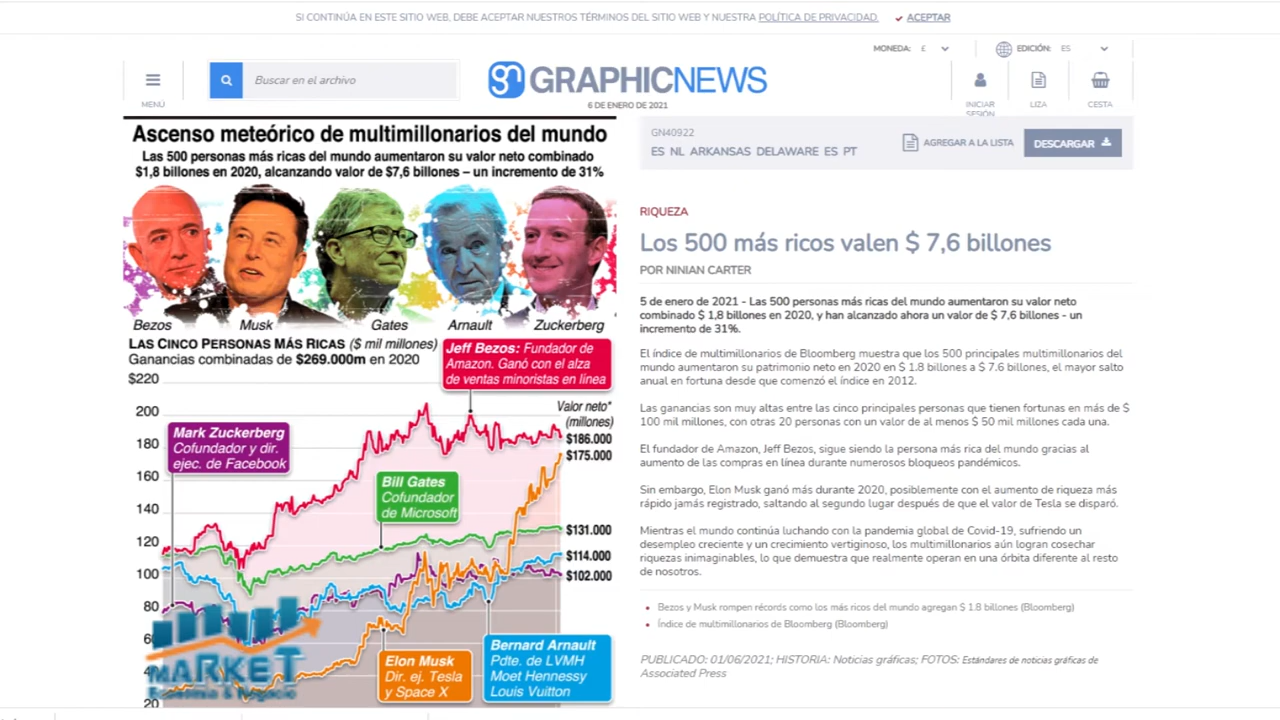 SI CONTINÚA EN ESTE SITIO WEB, DEBE ACEPTAR NUESTROS TÉRMINOS DEL SITIO WEB Y NUESTRA POLÍTICA DE PRIVACIDAD. ACEPTAR
MONEDA: £ EDICIÓN: ES
MENÚ
Buscar en el archivo
gn GRAPHICNEWS
6 DE ENERO DE 2021
INICIAR SESIÓN
LIZA
CESTA
Ascenso meteórico de multimillonarios del mundo
Las 500 personas más ricas del mundo aumentaron su valor neto combinado
$1,8 billones en 2020, alcanzando valor de $7,6 billones – un incremento de 31%
Bezos Musk Gates Arnault Zuckerberg
LAS CINCO PERSONAS MÁS RICAS ($ mil millones)
Ganancias combinadas de $269.000m en 2020
Jeff Bezos: Fundador de
Amazon. Ganó con el alza
de ventas minoristas en línea
$220
200
180
160
140
120
100
80
20
Valor neto*
(millones)
$186.000
$175.000
$131.000
$114.000
$102.000
Mark Zuckerberg
Cofundador y dir.
ejec. de Facebook
Bill Gates
Cofundador
de Microsoft
Elon Musk
Dir. ej. Tesla
y Space X
Bernard Arnault
Pdte. de LVMH
Moet Hennessy
Louis Vuitton
MARKET
Economía & Negocio
GN40922
ES NL ARKANSAS DELAWARE ES PT
AGREGAR A LA LISTA
DESCARGAR
RIQUEZA
Los 500 más ricos valen $ 7,6 billones
POR NINIAN CARTER
5 de enero de 2021 - Las 500 personas más ricas del mundo aumentaron su valor neto
combinado $ 1,8 billones en 2020, y han alcanzado ahora un valor de $ 7,6 billones - un
incremento de 31%.
El índice de multimillonarios de Bloomberg muestra que los 500 principales multimillonarios del
mundo aumentaron su patrimonio neto en 2020 en $ 1.8 billones a $ 7.6 billones, el mayor salto
anual en fortuna desde que comenzó el índice en 2012.
Las ganancias son muy altas entre las cinco principales personas que tienen fortunas en más de $
100 mil millones, con otras 20 personas con un valor de al menos $ 50 mil millones cada una.
El fundador de Amazon, Jeff Bezos, sigue siendo la persona más rica del mundo gracias al
aumento de las compras en línea durante numerosos bloqueos pandémicos.
Sin embargo, Elon Musk ganó más durante 2020, posiblemente con el aumento de riqueza más
rápido jamás registrado, saltando al segundo lugar después de que el valor de Tesla se disparó.
Mientras el mundo continúa luchando con la pandemia global de Covid-19, sufriendo un
desempleo creciente y un crecimiento vertiginoso, los multimillonarios aún logran cosechar
riquezas inimaginables, lo que demuestra que realmente operan en una órbita diferente al resto
de nosotros.
Bezos y Musk rompen récords como los más ricos del mundo agregan $ 1.8 billones (Bloomberg)
Índice de multimillonarios de Bloomberg (Bloomberg)
PUBLICADO: 01/06/2021; HISTORIA: Noticias gráficas; FOTOS: Estándares de noticias gráficas de
Associated Press